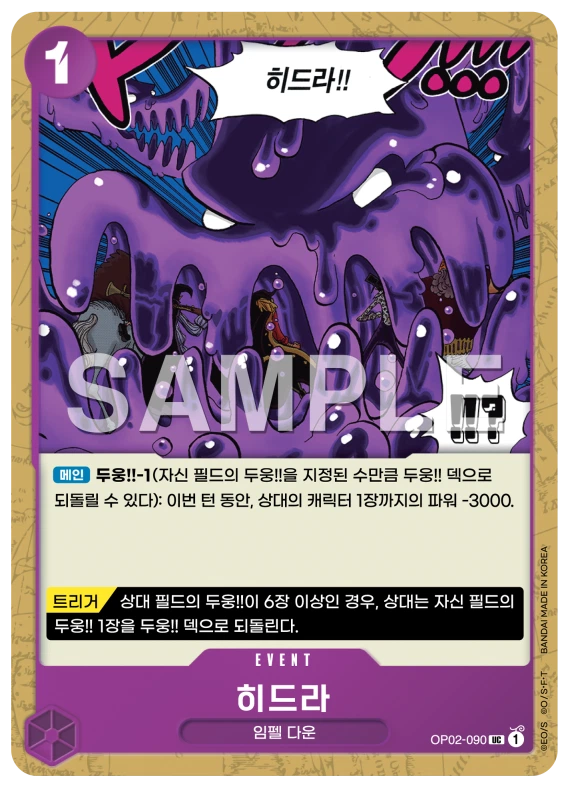 1
히드라!!
!!?
SAMPLE
메인 두웅!!-1(자신 필드의 두웅!!을 지정된 수만큼 두웅!! 덱으로
되돌릴 수 있다): 이번 턴 동안, 상대의 캐릭터 1장까지의 파워 -3000.
트리거 상대 필드의 두웅!!이 6장 이상인 경우, 상대는 자신 필드의
두웅!! 1장을 두웅!! 덱으로 되돌린다.
EVENT
히드라
임펠 다운
OP02-090 UC 1
©EO/S ©O/S·F·T BANDAI MADE IN KOREA